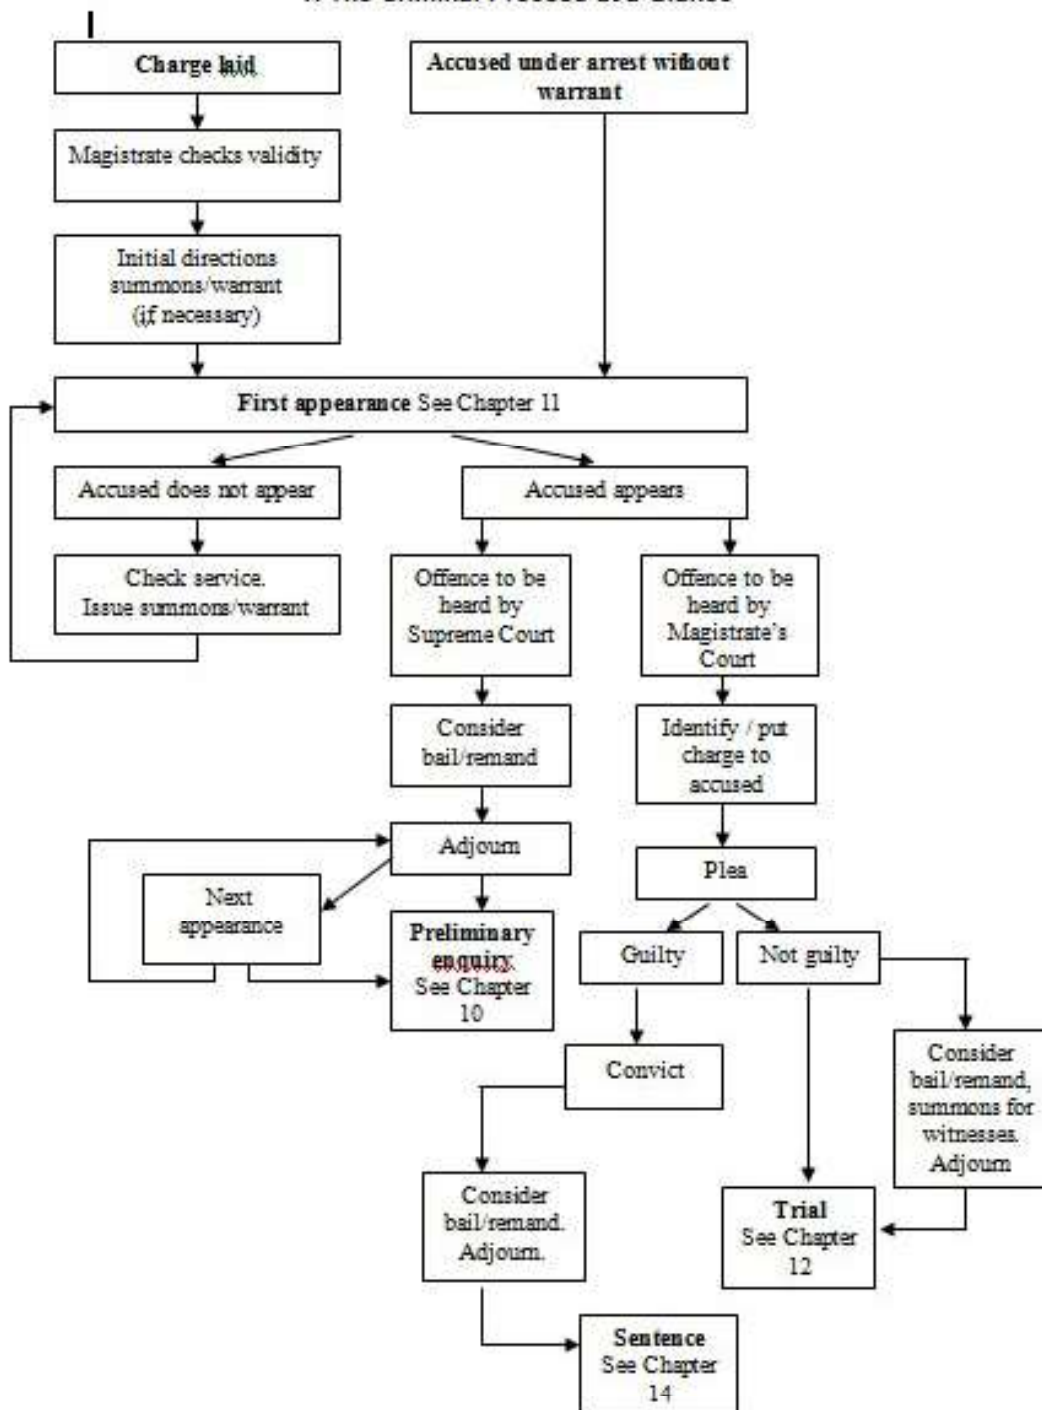 Charge laid
Accused under arrest without
warrant
Magistrate checks validity
Initial directions
summons/warrant
(if necessary)
First appearance See Chapter 11
Accused does not appear
Accused appears
Check service.
Issue summons/warrant
Offence to be
heard by
Supreme Court
Offence to be
heard by
Magistrate's
Court
Consider
bail/remand
Identify / put
charge to
accused
Adjourn
Plea
Next
appearance
Preliminary
enquiry
See Chapter
10
Guilty
Not guilty
Convict
Consider
bail/remand,
summons for
witnesses.
Adjourn
Consider
bail/remand.
Adjourn.
Trial
See Chapter
12
Sentence
See Chapter
14